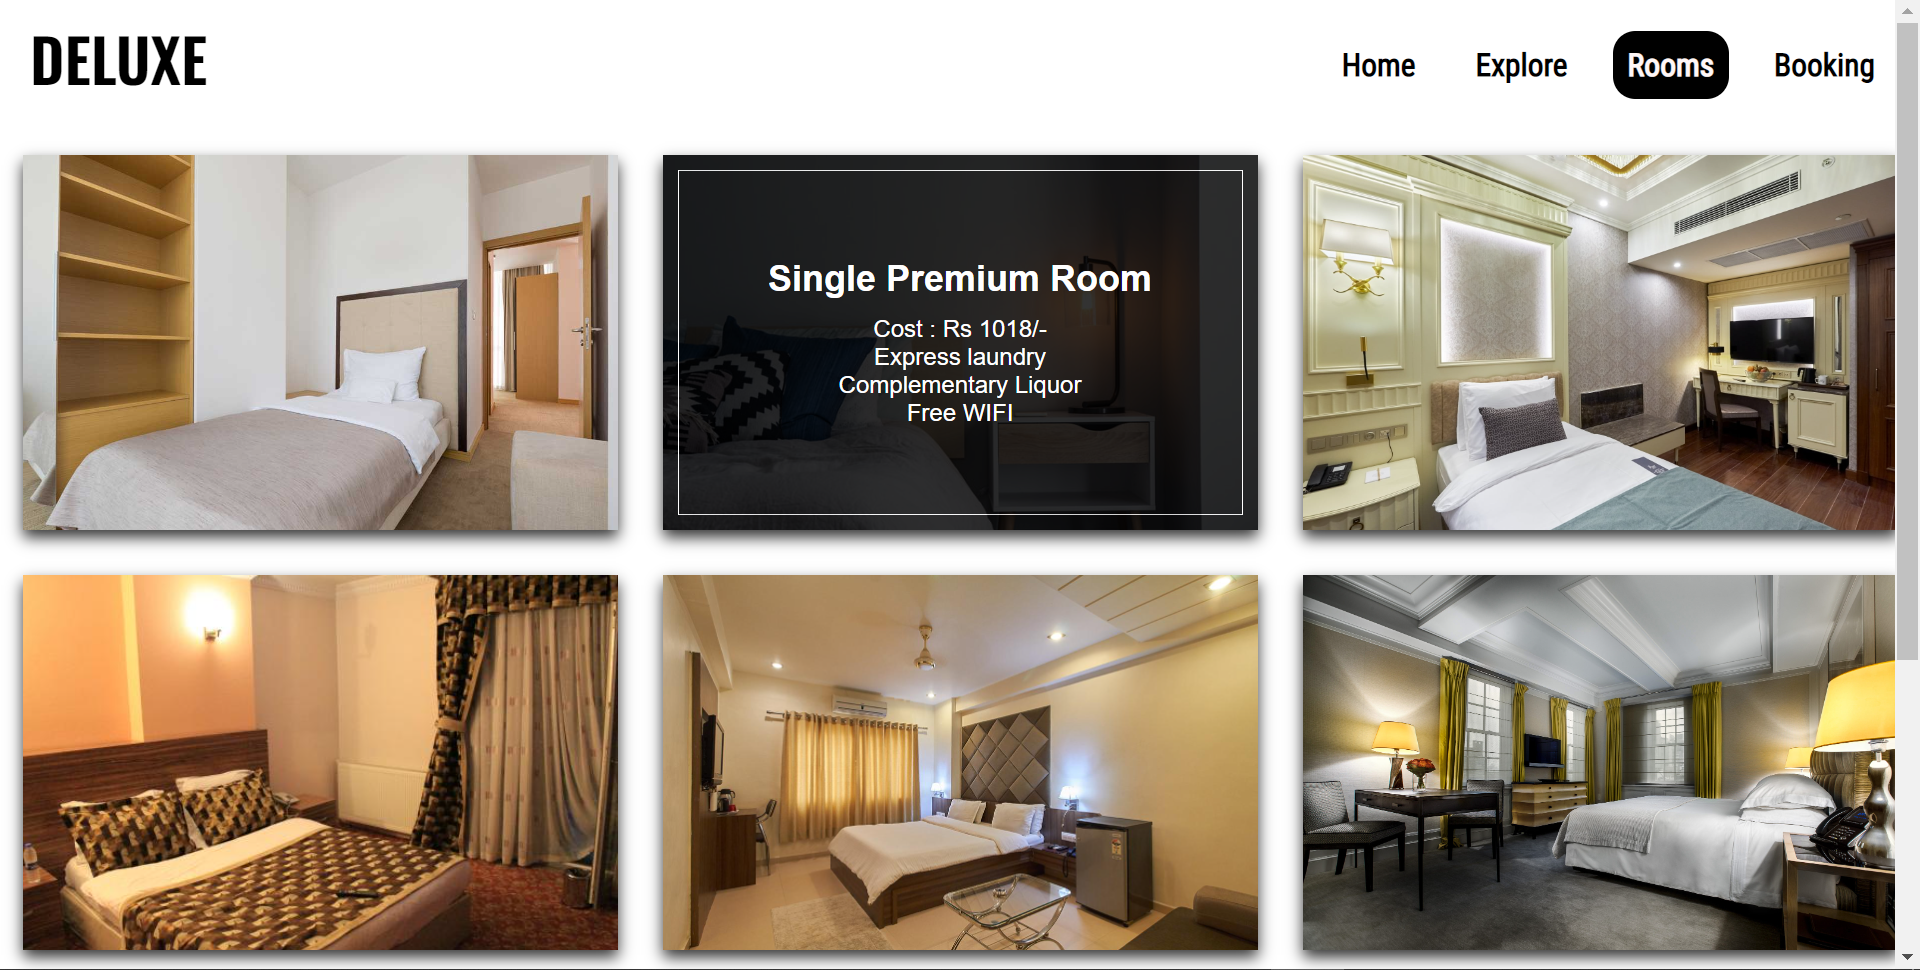 DELUXE
Home Explore Rooms Booking
Single Premium Room
Cost : Rs 1018/-
Express laundry
Complementary Liquor
Free WIFI